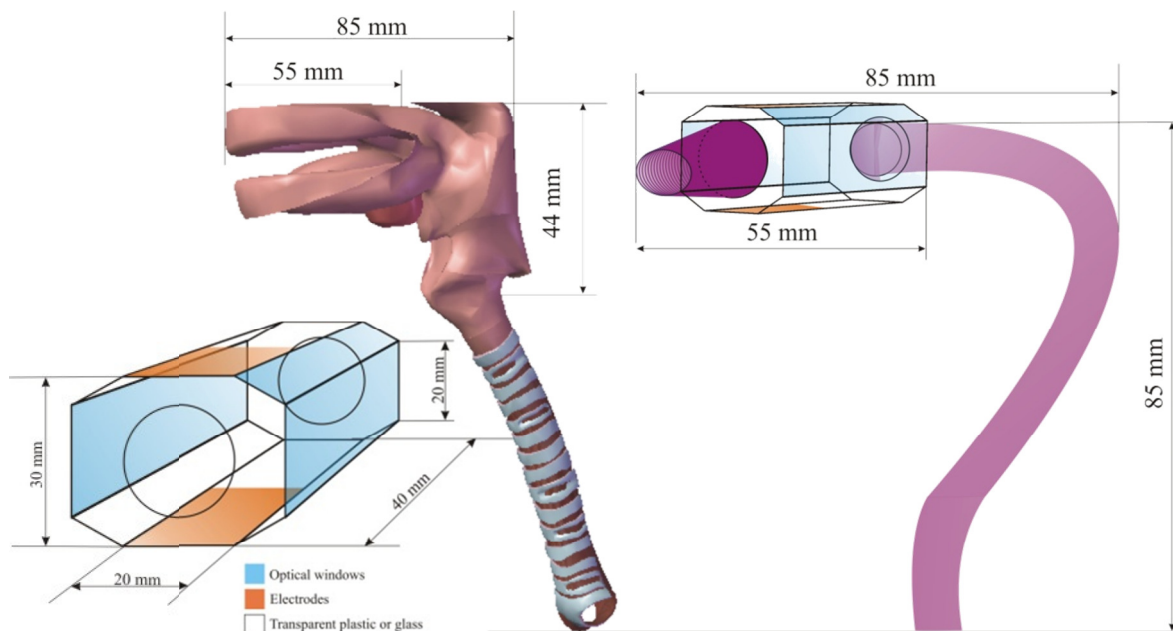 85 mm
55 mm
44 mm
85 mm
55 mm
85 mm
30 mm
20 mm
40 mm
20 mm
Optical windows
Electrodes
Transparent plastic or glass